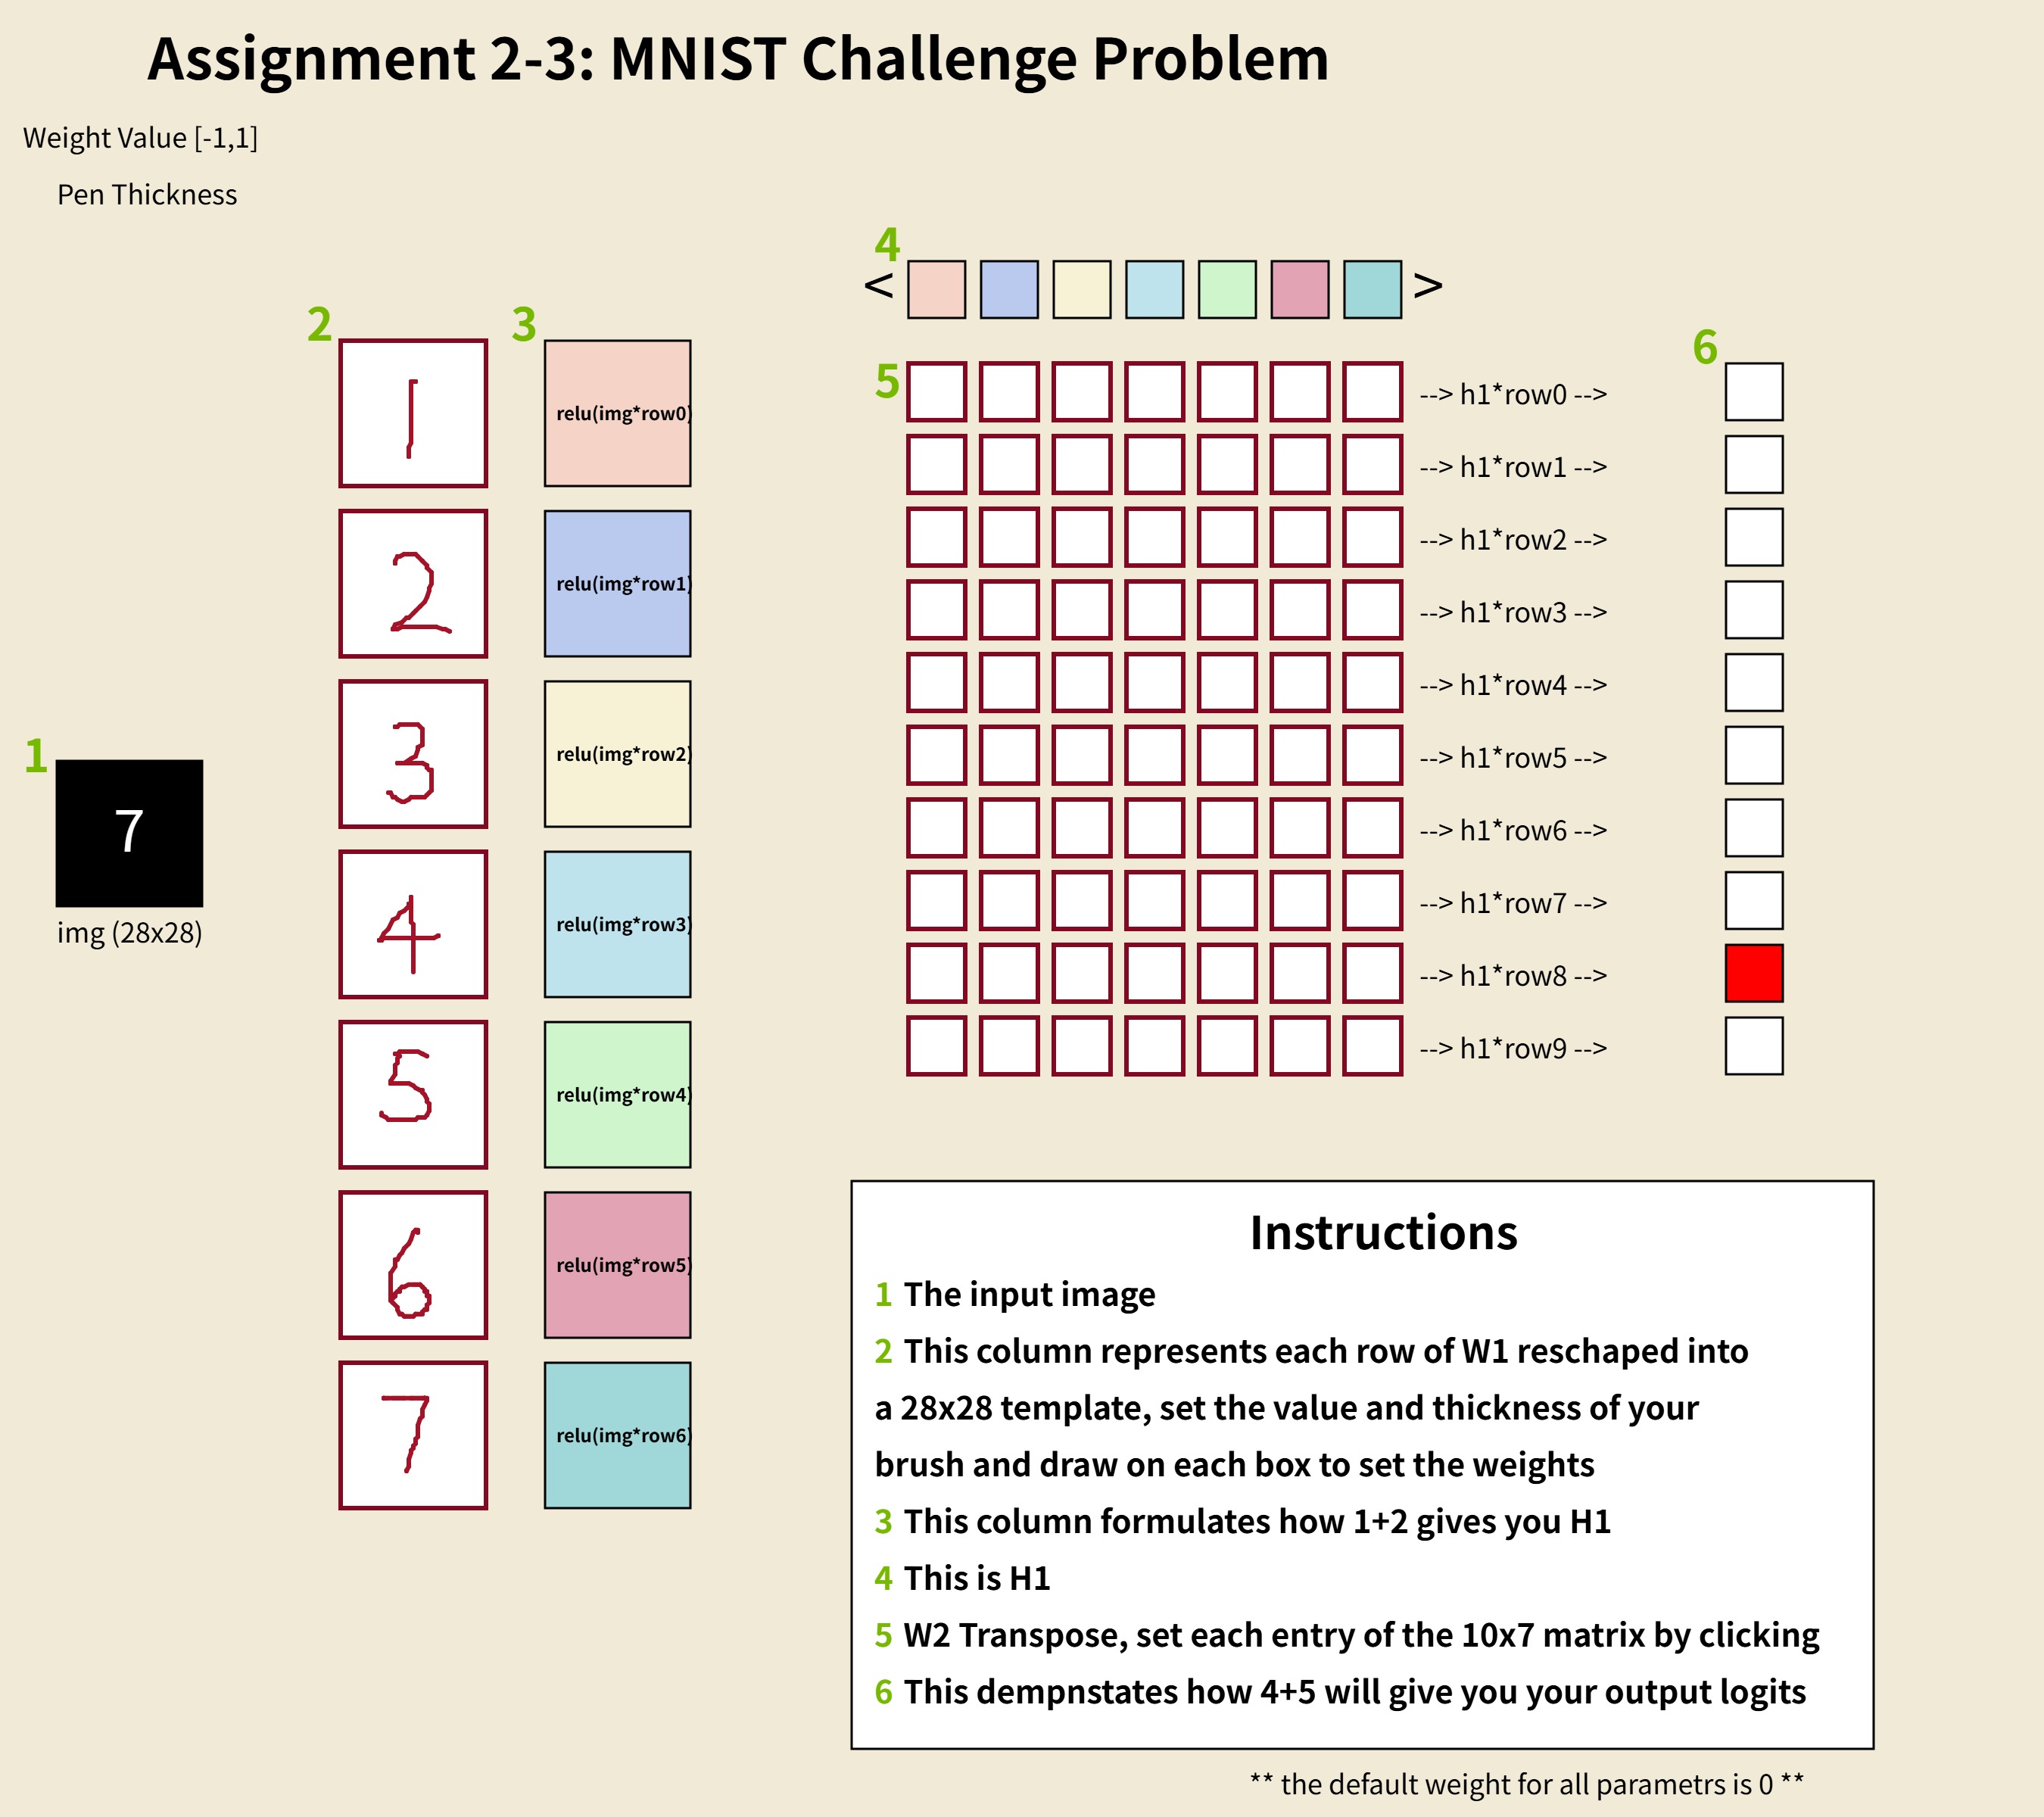 Assignment 2-3: MNIST Challenge Problem
Weight Value [-1,1]
Pen Thickness
1
7
img (28x28)
2
1
2
3
4
5
6
7
3
relu(img*row0)
relu(img*row1)
relu(img*row2)
relu(img*row3)
relu(img*row4)
relu(img*row5)
relu(img*row6)
4
< >
5
--> h1*row0 -->
--> h1*row1 -->
--> h1*row2 -->
--> h1*row3 -->
--> h1*row4 -->
--> h1*row5 -->
--> h1*row6 -->
--> h1*row7 -->
--> h1*row8 -->
--> h1*row9 -->
6
Instructions
1 The input image
2 This column represents each row of W1 reschaped into
a 28x28 template, set the value and thickness of your
brush and draw on each box to set the weights
3 This column formulates how 1+2 gives you H1
4 This is H1
5 W2 Transpose, set each entry of the 10x7 matrix by clicking
6 This dempnstates how 4+5 will give you your output logits
** the default weight for all parametrs is 0 **